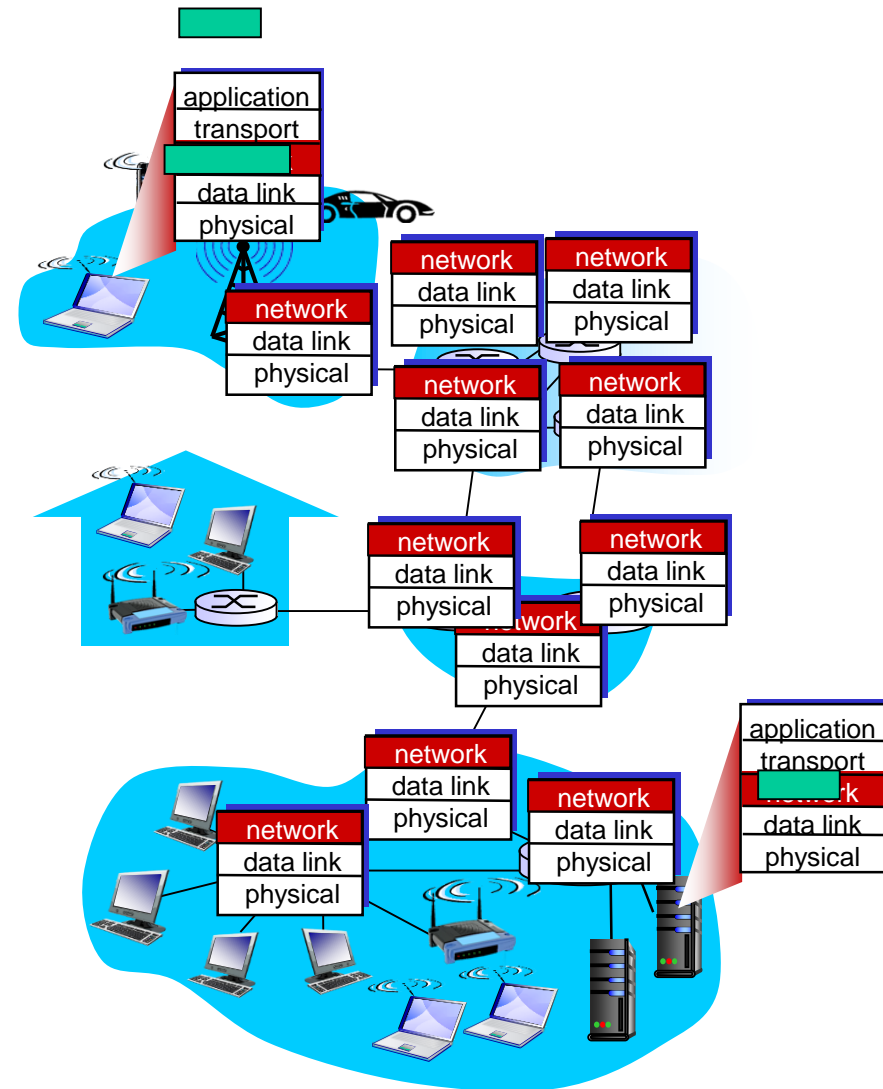 application
transport
data link
physical
network
data link
physical
network
data link
physical
network
data link
physical
network
data link
physical
network
data link
physical
network
data link
physical
network
data link
physical
network
data link
physical
network
data link
physical
network
data link
physical
network
data link
physical
application
transport
data link
physical